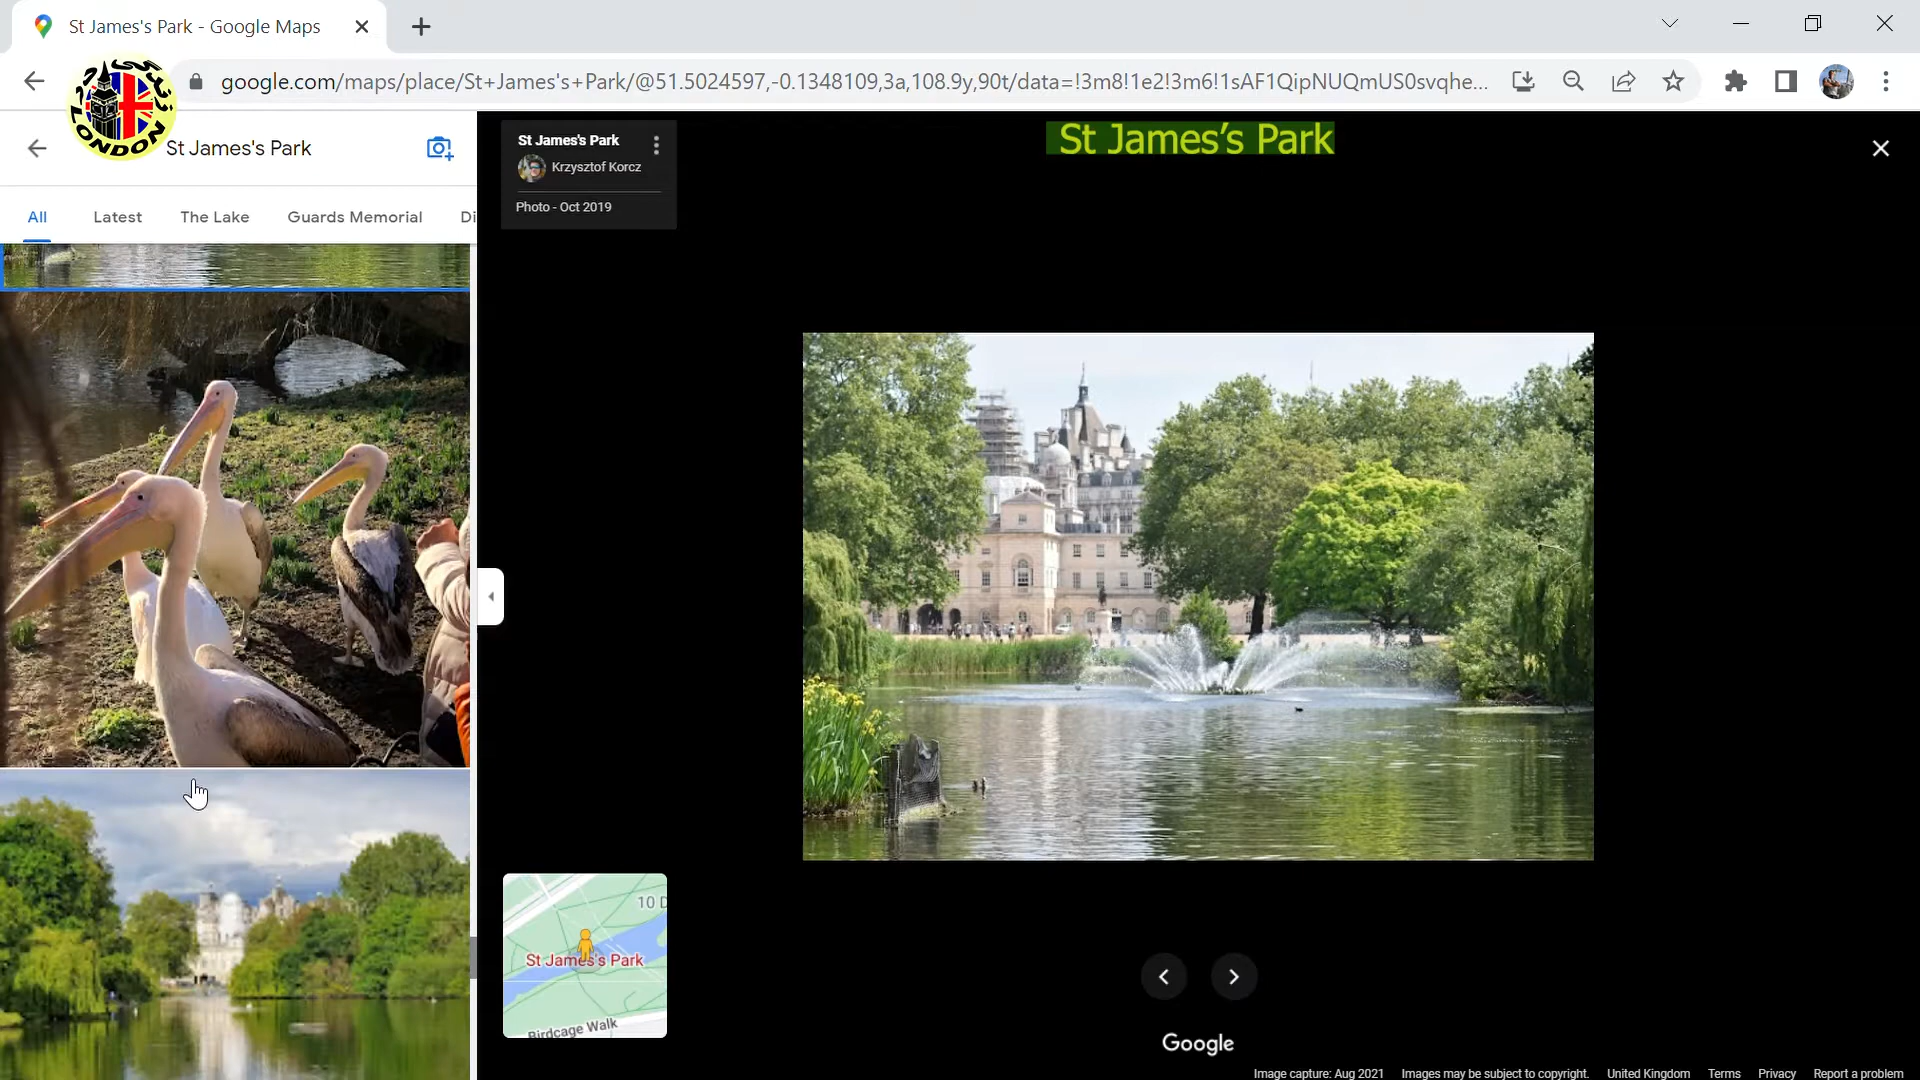 St James's Park - Google Maps
google.com/maps/place/St+James's+Park/@51.5024597,-0.1348109,3a,108.9y,90t/data=!3m8!1e2!3m6!1sAF1QipNUQmUS0svqhe...
LONDON
St James's Park
All Latest The Lake Guards Memorial Di
St James's Park
Krzysztof Korcz
Photo - Oct 2019
St James's Park
10 D
St James's Park
Birdcage Walk
Google
Image capture: Aug 2021 Images may be subject to copyright. United Kingdom Terms Privacy Report a problem